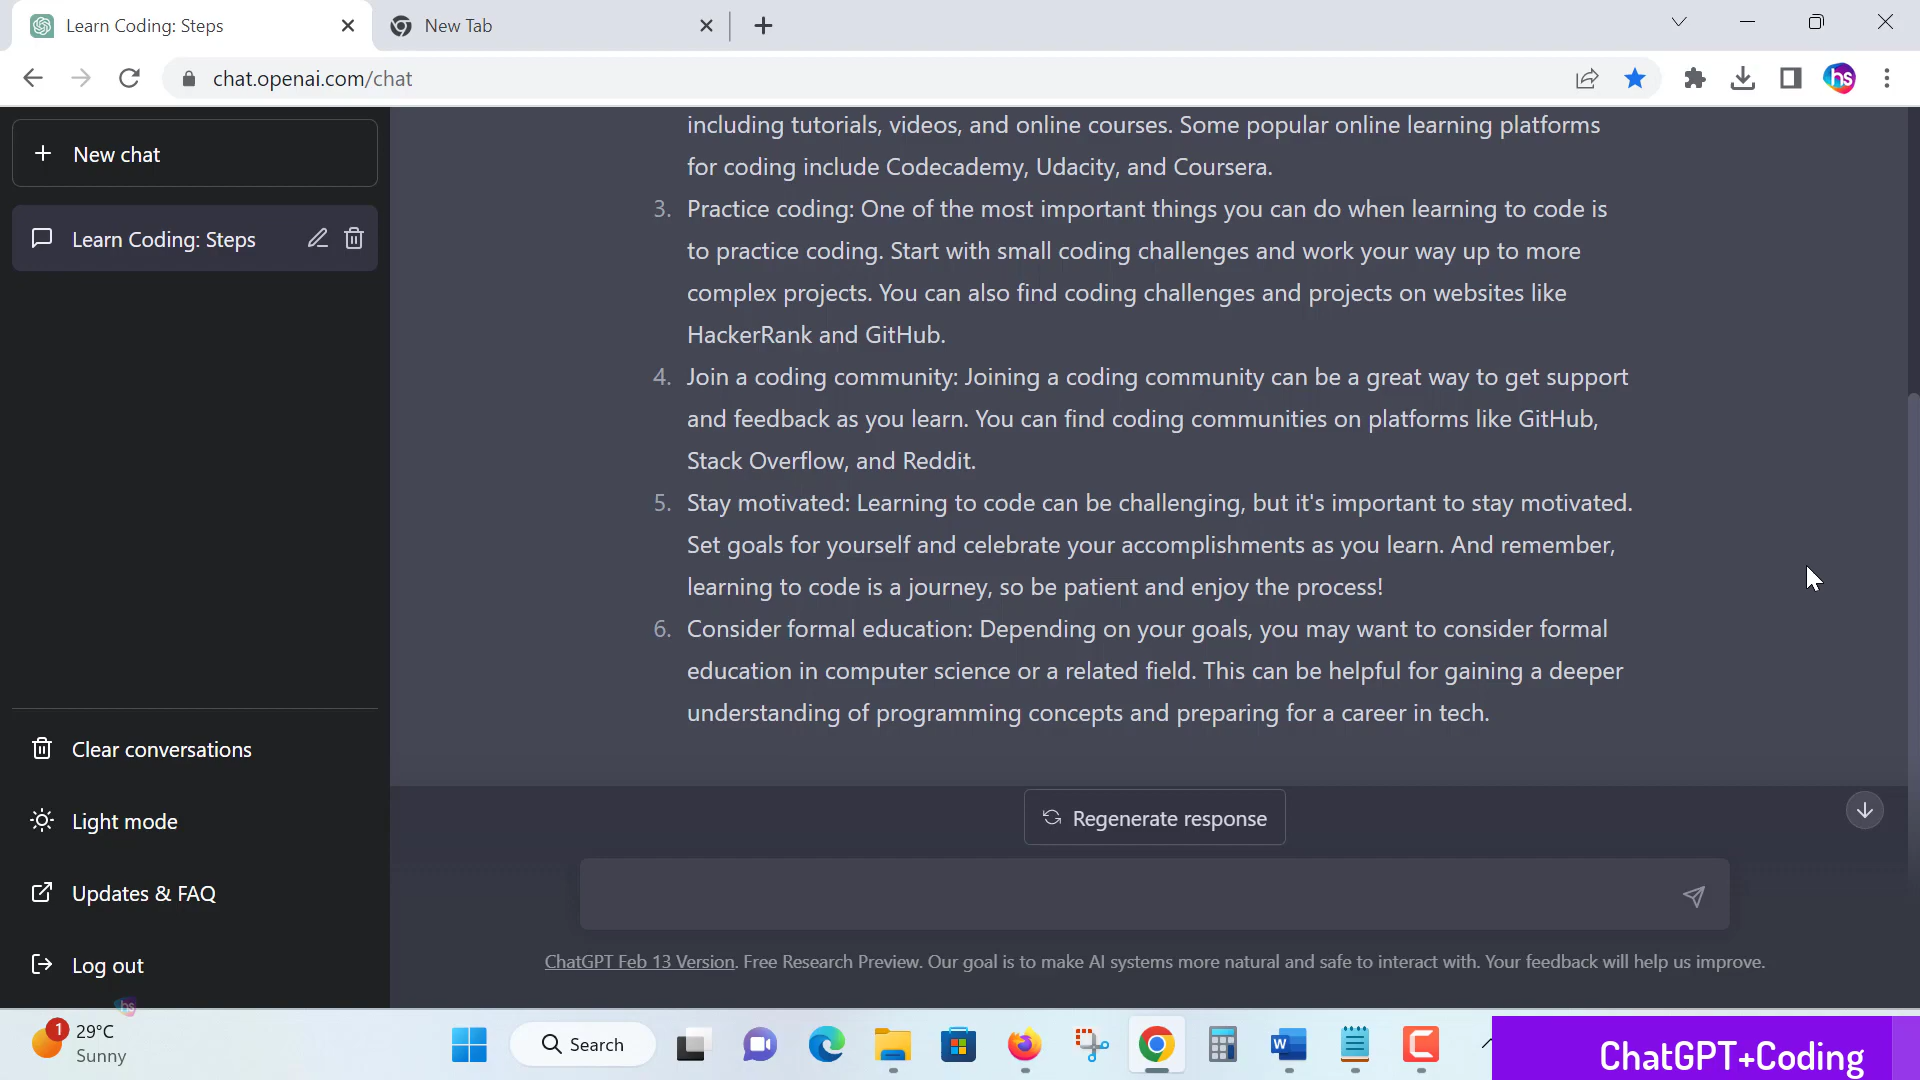 Learn Coding: Steps
New Tab
chat.openai.com/chat
hs
New chat
Learn Coding: Steps
including tutorials, videos, and online courses. Some popular online learning platforms
for coding include Codecademy, Udacity, and Coursera.
3. Practice coding: One of the most important things you can do when learning to code is
to practice coding. Start with small coding challenges and work your way up to more
complex projects. You can also find coding challenges and projects on websites like
HackerRank and GitHub.
4. Join a coding community: Joining a coding community can be a great way to get support
and feedback as you learn. You can find coding communities on platforms like GitHub,
Stack Overflow, and Reddit.
5. Stay motivated: Learning to code can be challenging, but it's important to stay motivated.
Set goals for yourself and celebrate your accomplishments as you learn. And remember,
learning to code is a journey, so be patient and enjoy the process!
6. Consider formal education: Depending on your goals, you may want to consider formal
education in computer science or a related field. This can be helpful for gaining a deeper
understanding of programming concepts and preparing for a career in tech.
Clear conversations
Light mode
Updates & FAQ
Log out
Regenerate response
ChatGPT Feb 13 Version. Free Research Preview. Our goal is to make AI systems more natural and safe to interact with. Your feedback will help us improve.
hs
1
29°C
Sunny
Search
W
ChatGPT+Coding